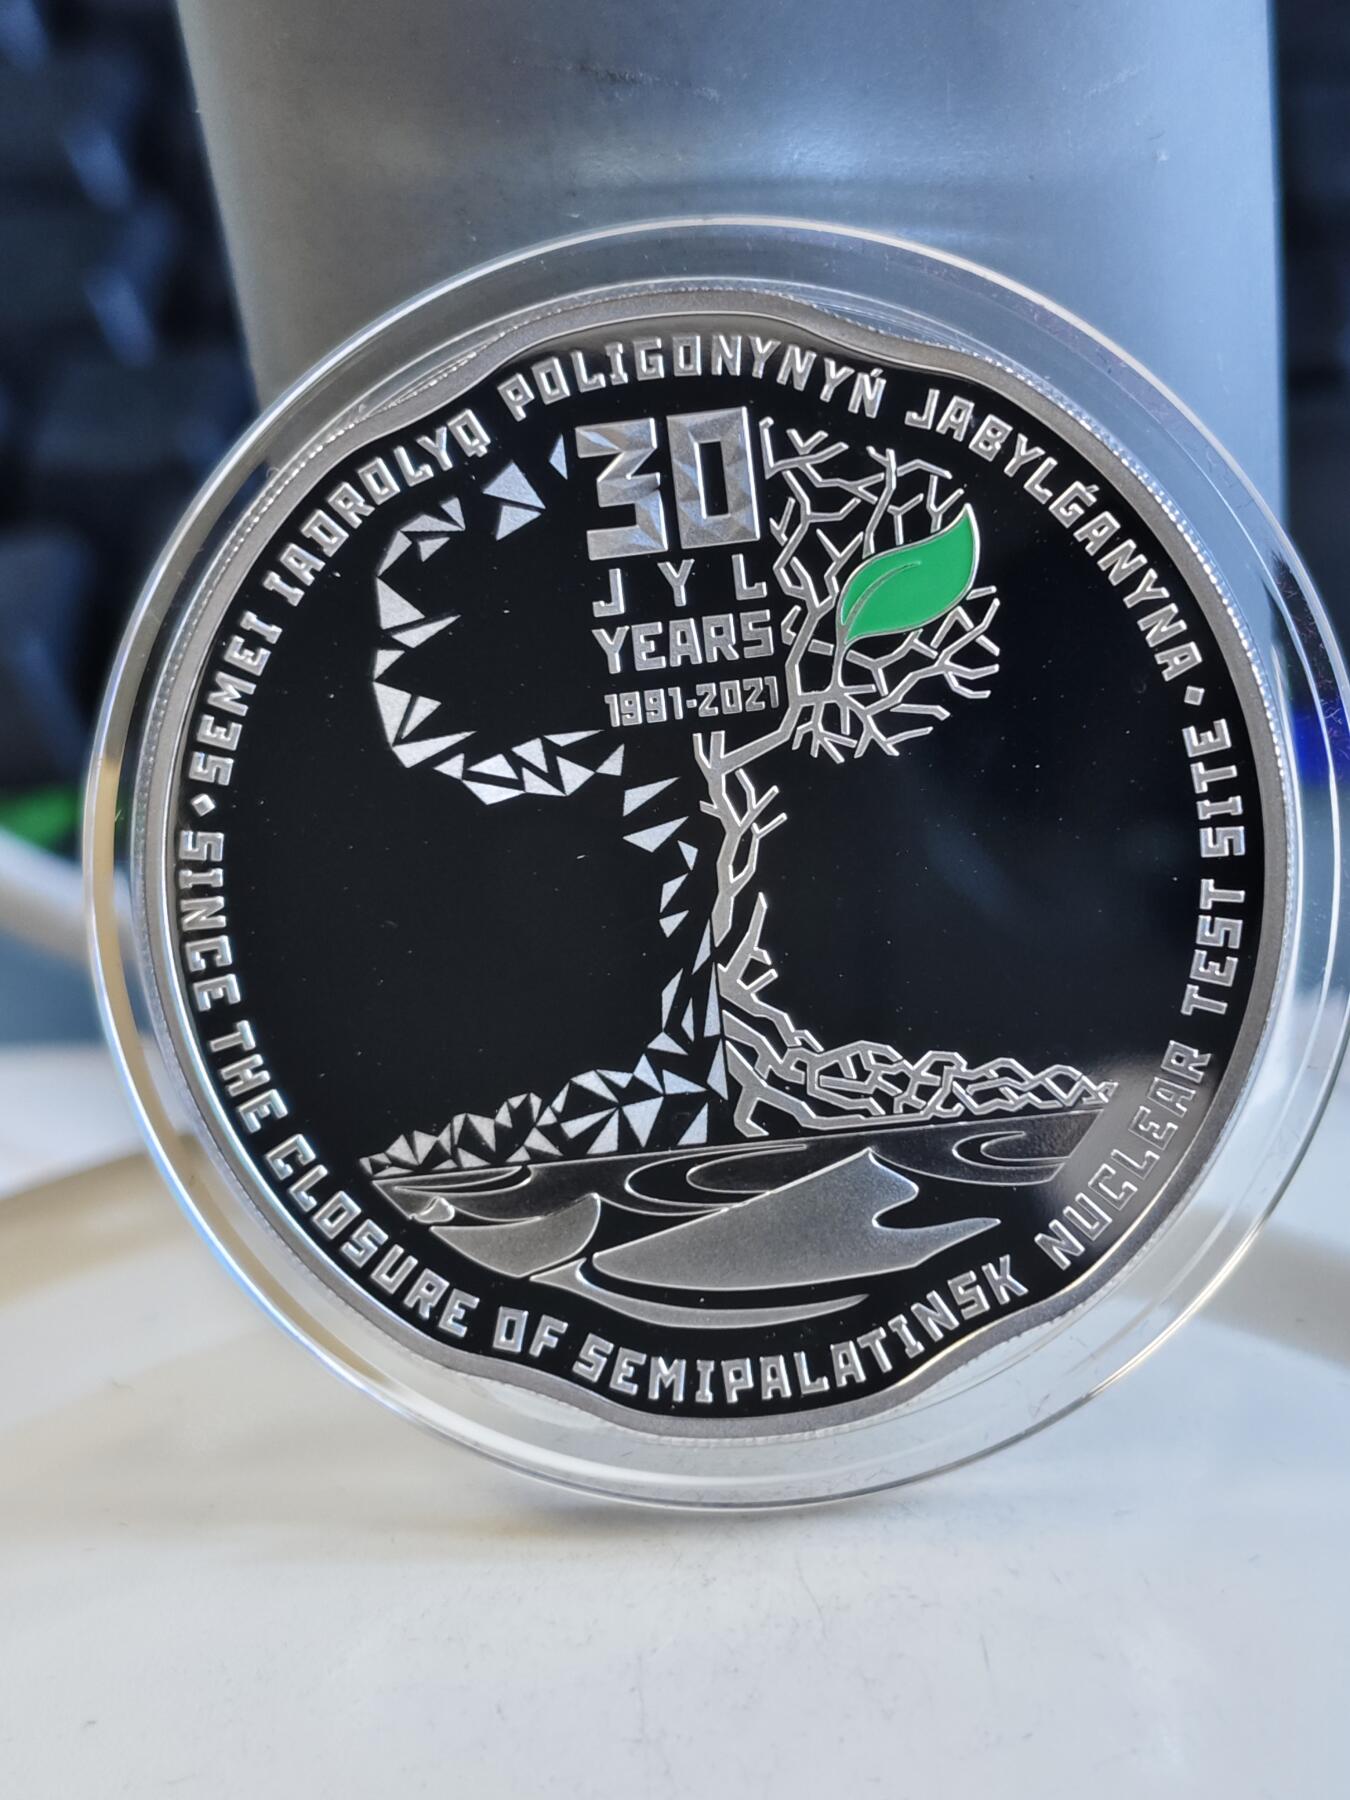 SEMEI IADROLYQ POLIGONYNYŃ JABYLǴANYNA
30
JYL
YEARS
1991-2021
SINCE THE CLOSURE OF SEMIPALATINSK NUCLEAR TEST SITE